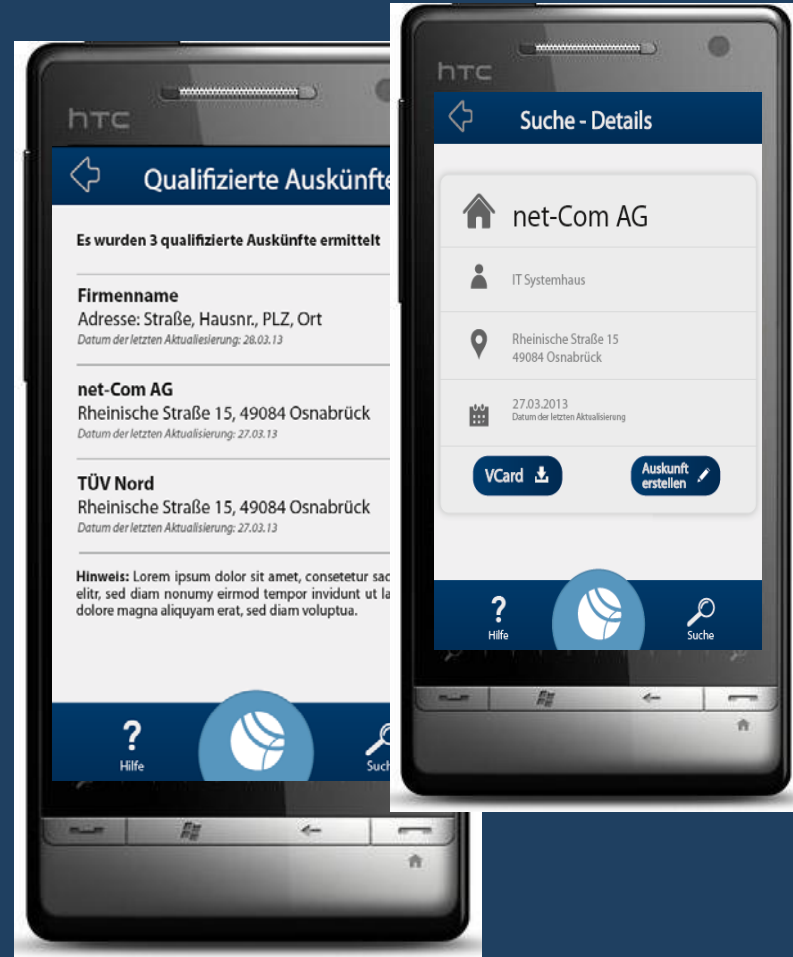 hTC
Qualifizierte Auskünfte
Es wurden 3 qualifizierte Auskünfte ermittelt
Firmenname
Adresse: Straße, Hausnr., PLZ, Ort
Datum der letzten Aktualiesierung: 28.03.13
net-Com AG
Rheinische Straße 15, 49084 Osnabrück
Datum der letzten Aktualisierung: 27.03.13
TÜV Nord
Rheinische Straße 15, 49084 Osnabrück
Datum der letzten Aktualisierung: 27.03.13
Hinweis: Lorem ipsum dolor sit amet, consetetur sad
elitr, sed diam nonumy eirmod tempor invidunt ut la
dolore magna aliquyam erat, sed diam voluptua.
?
Hilfe
Such
hTC
Suche - Details
net-Com AG
IT Systemhaus
Rheinische Straße 15
49084 Osnabrück
27.03.2013
Datum der letzten Aktualisierung
VCard
Auskunft
erstellen
?
Hilfe
Suche